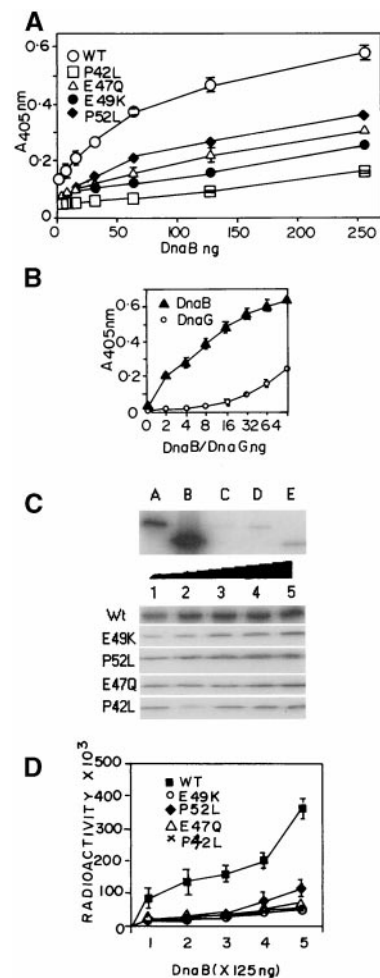 A
0·6
0·4
0·2
0
A405nm
WT
P42L
E47Q
E49K
P52L
0 50 100 150 200 250
DnaB ng
B
0·6
0·4
0·2
0
A405nm
DnaB
DnaG
0 2 4 8 16 32 64
DnaB/DnaG ng
C
A B C D E
1 2 3 4 5
Wt
E49K
P52L
E47Q
P42L
D
500
400
300
200
100
0
RADIOACTIVITY ×10³
WT
E49K
P52L
E47Q
P42L
1 2 3 4 5
DnaB(X125ng)